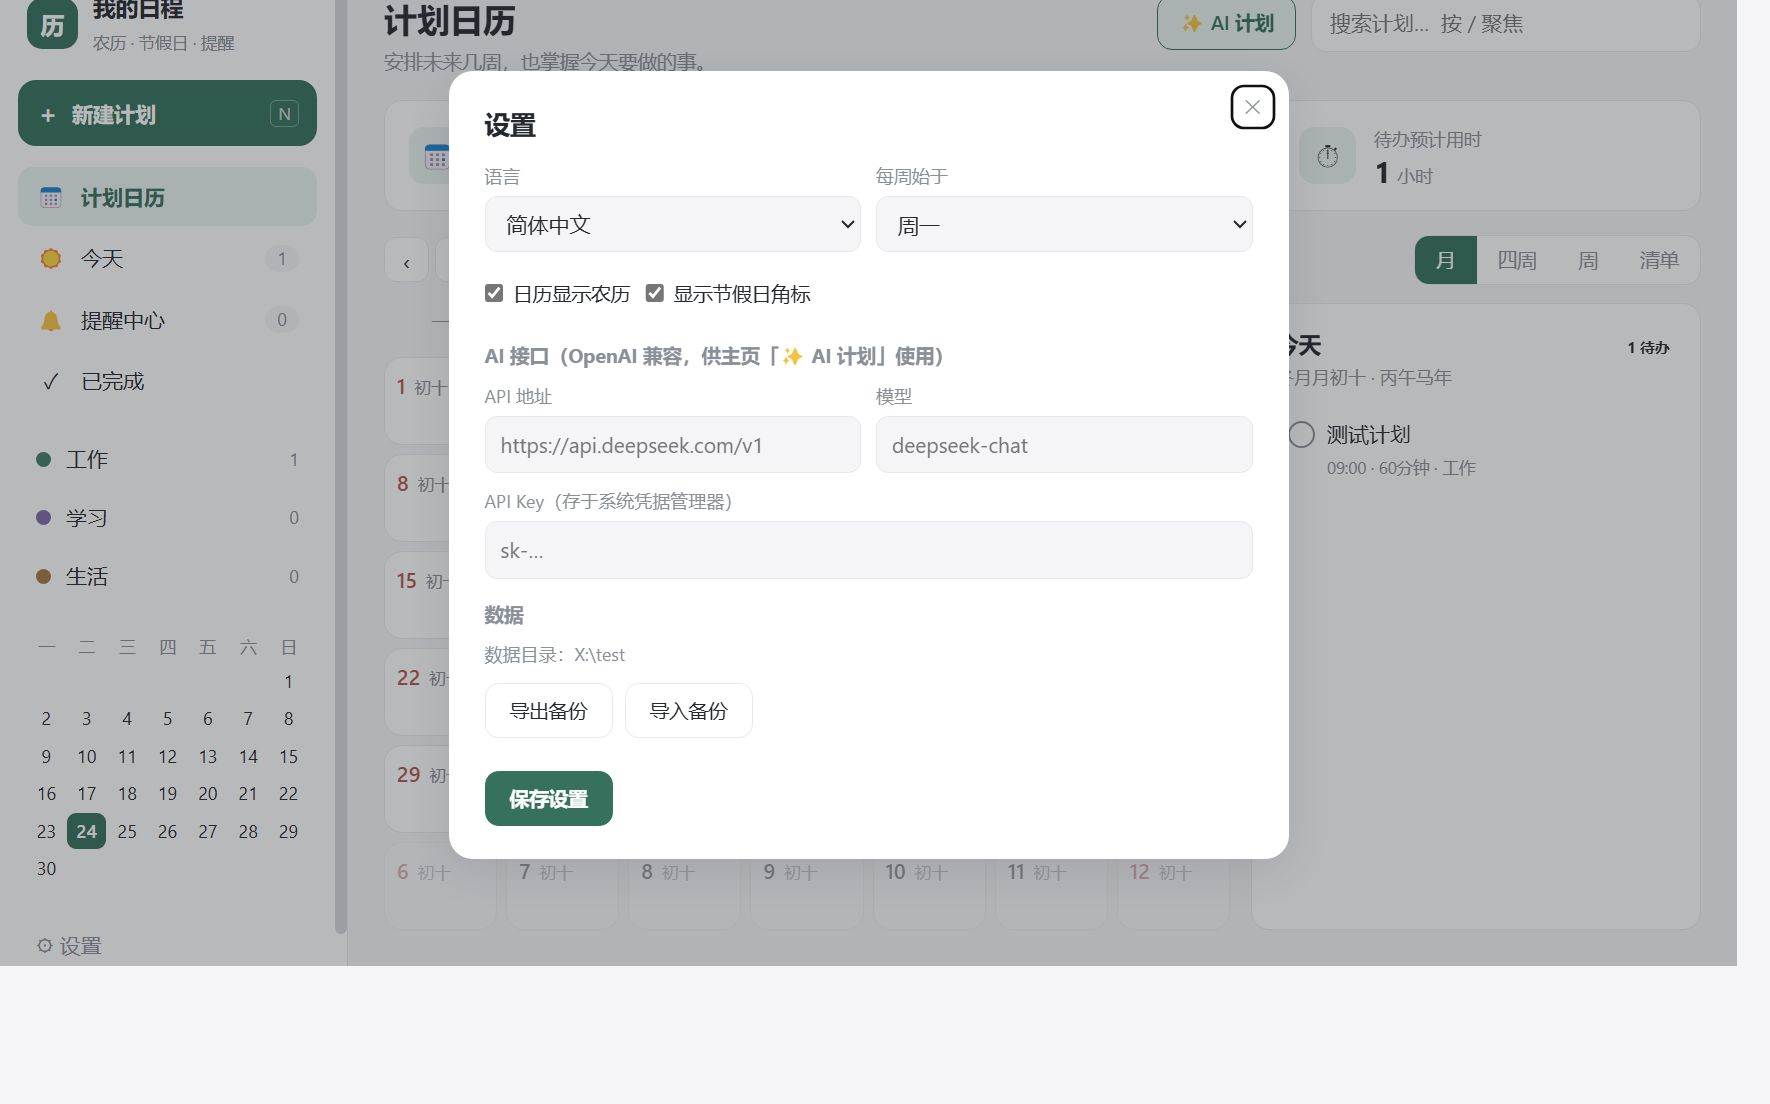 历
我的日程
农历 · 节假日 · 提醒
+ 新建计划 N
计划日历
今天 1
提醒中心 0
✓ 已完成
工作 1
学习 0
生活 0
一 二 三 四 五 六 日
1
2 3 4 5 6 7 8
9 10 11 12 13 14 15
16 17 18 19 20 21 22
23 24 25 26 27 28 29
30
⚙ 设置
计划日历
安排未来几周，也掌握今天要做的事。
✨ AI 计划
搜索计划... 按 / 聚焦
待办预计用时
1 小时
‹
月 四周 周 清单
一
1 初十
8 初十
15 初
22 初
29 初
6 初十
7 初十
8 初十
9 初十
10 初十
11 初十
12 初十
今天
1 待办
月初十 · 丙午马年
测试计划
09:00 · 60分钟 · 工作
设置
语言
每周始于
简体中文
周一
日历显示农历
显示节假日角标
AI 接口（OpenAI 兼容，供主页「✨ AI 计划」使用）
API 地址
模型
https://api.deepseek.com/v1
deepseek-chat
API Key（存于系统凭据管理器）
sk-...
数据
数据目录：X:\test
导出备份
导入备份
保存设置